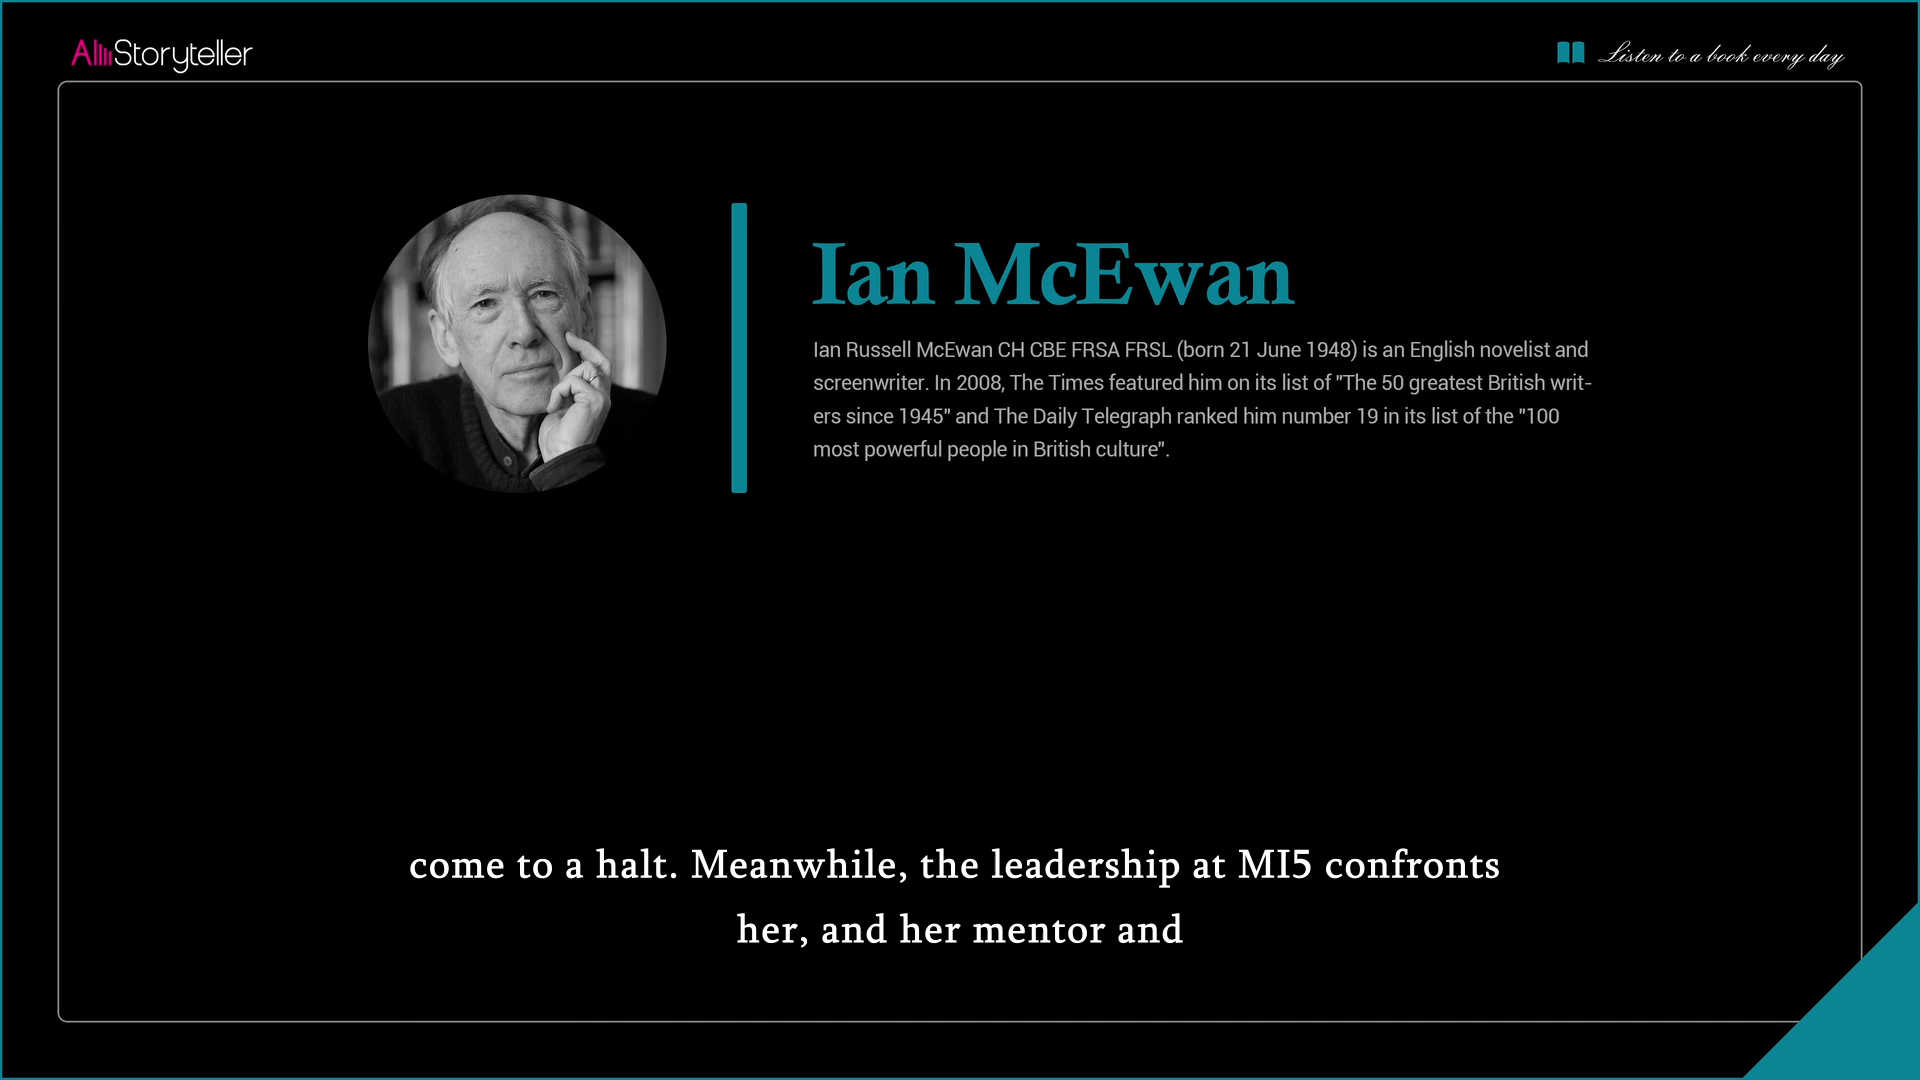 AllStoryteller
Listen to a book every day
Ian McEwan
Ian Russell McEwan CH CBE FRSA FRSL (born 21 June 1948) is an English novelist and
screenwriter. In 2008, The Times featured him on its list of "The 50 greatest British writ-
ers since 1945" and The Daily Telegraph ranked him number 19 in its list of the "100
most powerful people in British culture".
come to a halt. Meanwhile, the leadership at MI5 confronts
her, and her mentor and